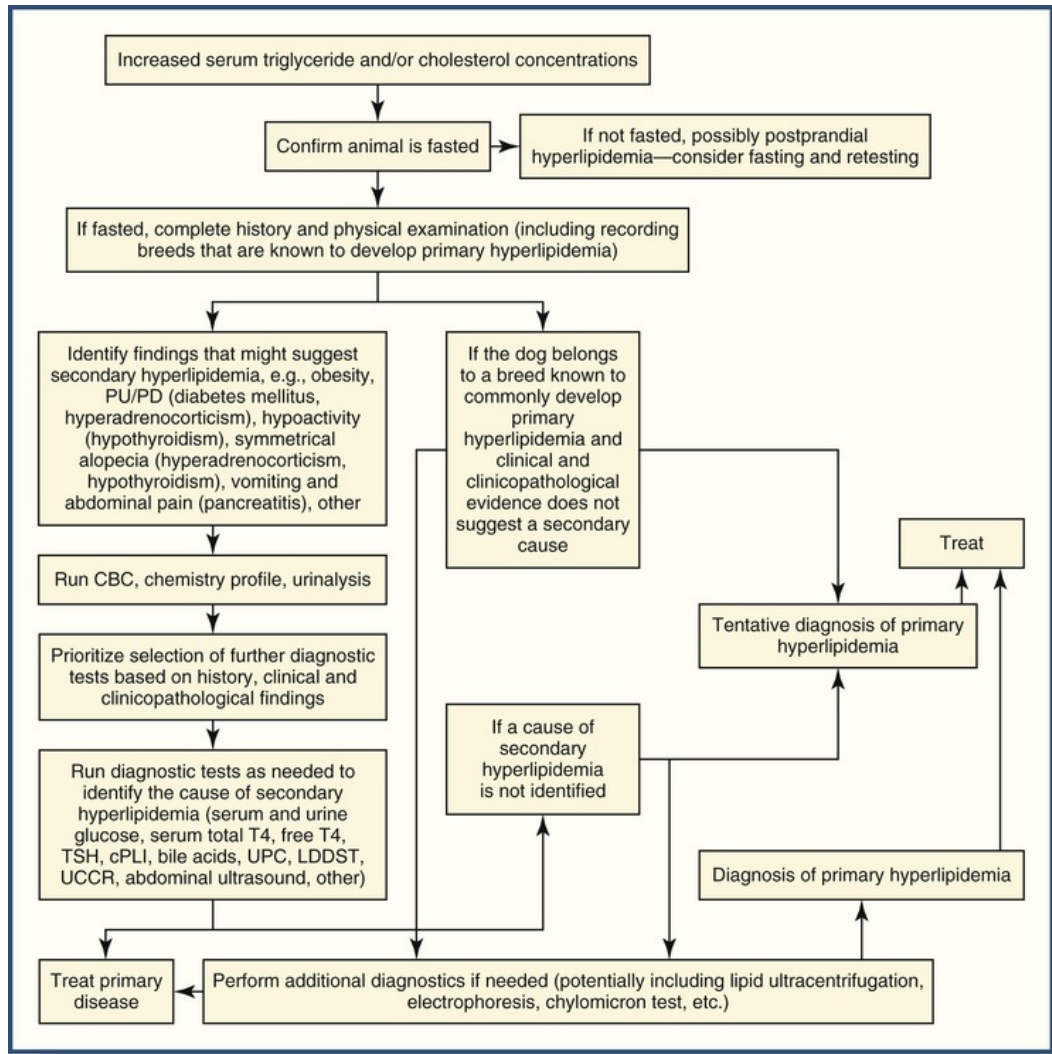 Increased serum triglyceride and/or cholesterol concentrations
Confirm animal is fasted
If not fasted, possibly postprandial
hyperlipidemia—consider fasting and retesting
If fasted, complete history and physical examination (including recording
breeds that are known to develop primary hyperlipidemia)
Identify findings that might suggest
secondary hyperlipidemia, e.g., obesity,
PU/PD (diabetes mellitus,
hyperadrenocorticism), hypoactivity
(hypothyroidism), symmetrical
alopecia (hyperadrenocorticism,
hypothyroidism), vomiting and
abdominal pain (pancreatitis), other
If the dog belongs
to a breed known to
commonly develop
primary
hyperlipidemia and
clinical and
clinicopathological
evidence does not
suggest a secondary
cause
Treat
Run CBC, chemistry profile, urinalysis
Tentative diagnosis of primary
hyperlipidemia
Prioritize selection of further diagnostic
tests based on history, clinical and
clinicopathological findings
If a cause of
secondary
hyperlipidemia
is not identified
Run diagnostic tests as needed to
identify the cause of secondary
hyperlipidemia (serum and urine
glucose, serum total T4, free T4,
TSH, cPLI, bile acids, UPC, LDDST,
UCCR, abdominal ultrasound, other)
Diagnosis of primary hyperlipidemia
Treat primary
disease
Perform additional diagnostics if needed (potentially including lipid ultracentrifugation,
electrophoresis, chylomicron test, etc.)